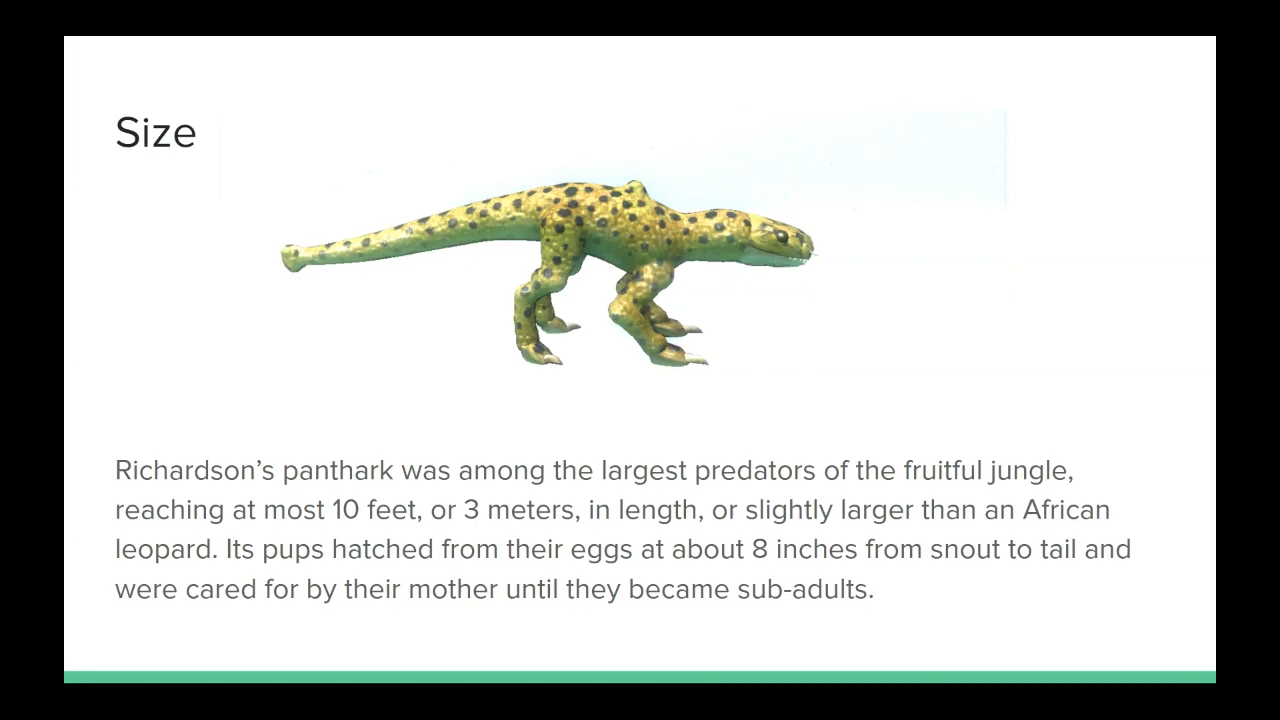 Size
Richardson’s panthark was among the largest predators of the fruitful jungle,
reaching at most 10 feet, or 3 meters, in length, or slightly larger than an African
leopard. Its pups hatched from their eggs at about 8 inches from snout to tail and
were cared for by their mother until they became sub-adults.